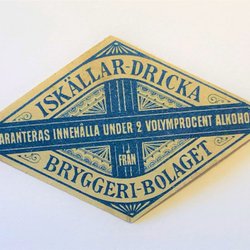 ISKÄLLAR-DRICKA
GARANTERAS INNEHÅLLA UNDER 2 VOLYMPROCENT ALKOHOL
FRÅN
BRYGGERI-BOLAGET